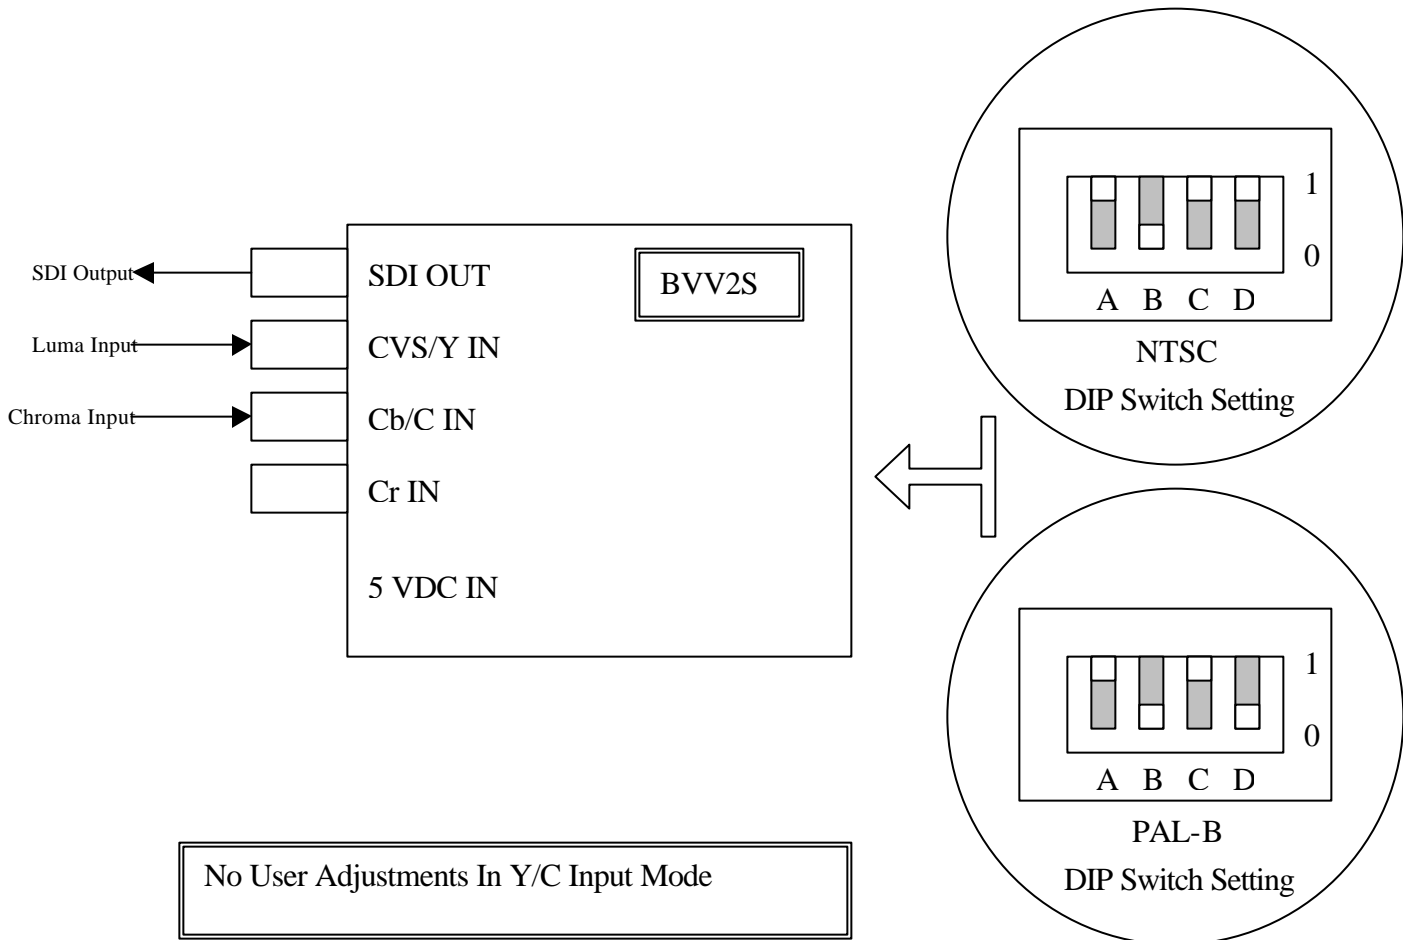 SDI Output
Luma Input
Chroma Input
SDI OUT
CVS/Y IN
Cb/C IN
Cr IN
5 VDC IN
BVV2S
1
0
A B C D
NTSC
DIP Switch Setting
1
0
A B C D
PAL-B
DIP Switch Setting
No User Adjustments In Y/C Input Mode